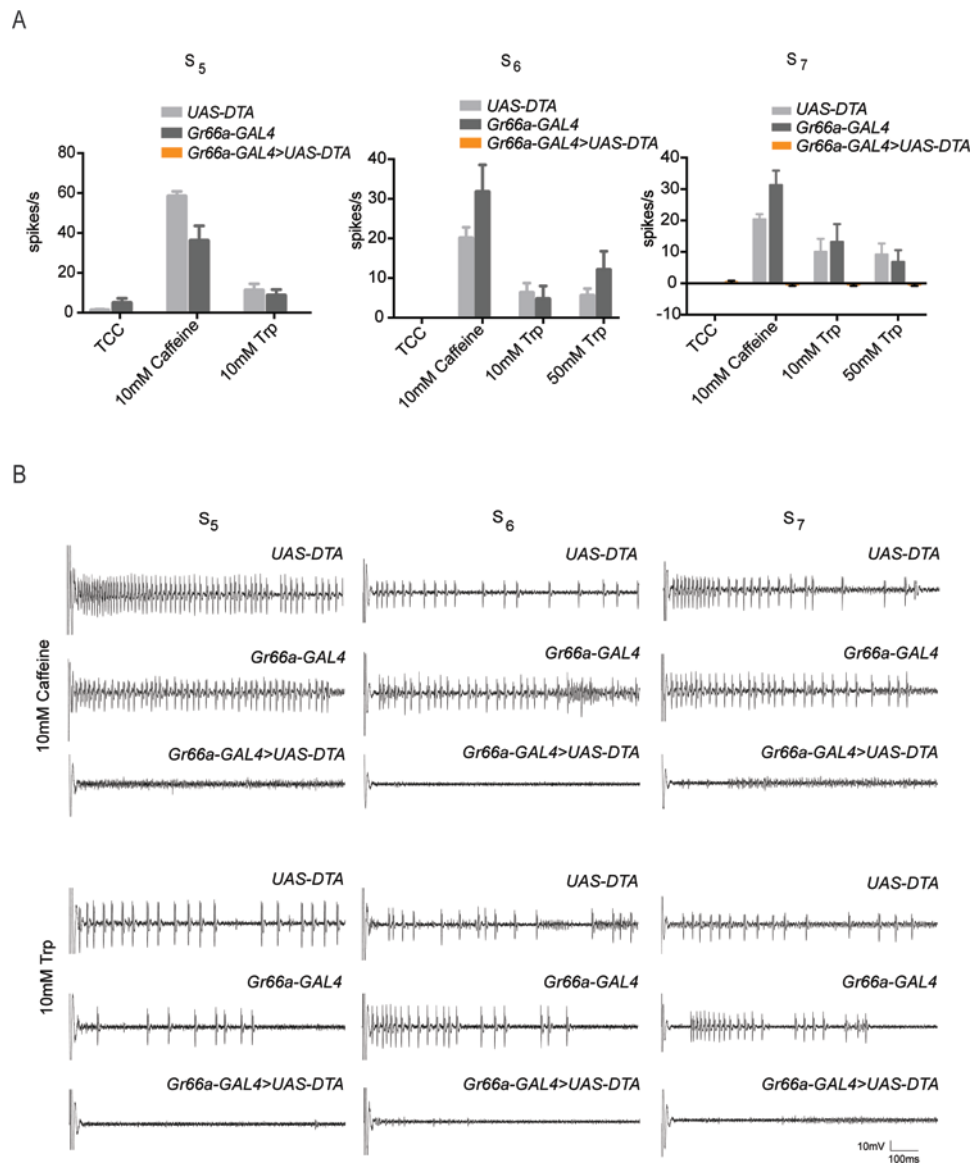 A
S5
UAS-DTA
Gr66a-GAL4
Gr66a-GAL4>UAS-DTA
spikes/s
80
60
40
20
0
TCC
10mM Caffeine
10mM Trp
S6
UAS-DTA
Gr66a-GAL4
Gr66a-GAL4>UAS-DTA
spikes/s
40
30
20
10
0
TCC
10mM Caffeine
10mM Trp
50mM Trp
S7
UAS-DTA
Gr66a-GAL4
Gr66a-GAL4>UAS-DTA
spikes/s
40
30
20
10
0
-10
TCC
10mM Caffeine
10mM Trp
50mM Trp
B
S5 S6 S7
10mM Caffeine
UAS-DTA UAS-DTA UAS-DTA
Gr66a-GAL4 Gr66a-GAL4 Gr66a-GAL4
Gr66a-GAL4>UAS-DTA Gr66a-GAL4>UAS-DTA Gr66a-GAL4>UAS-DTA
10mM Trp
UAS-DTA UAS-DTA UAS-DTA
Gr66a-GAL4 Gr66a-GAL4 Gr66a-GAL4
Gr66a-GAL4>UAS-DTA Gr66a-GAL4>UAS-DTA Gr66a-GAL4>UAS-DTA
10mV
100ms